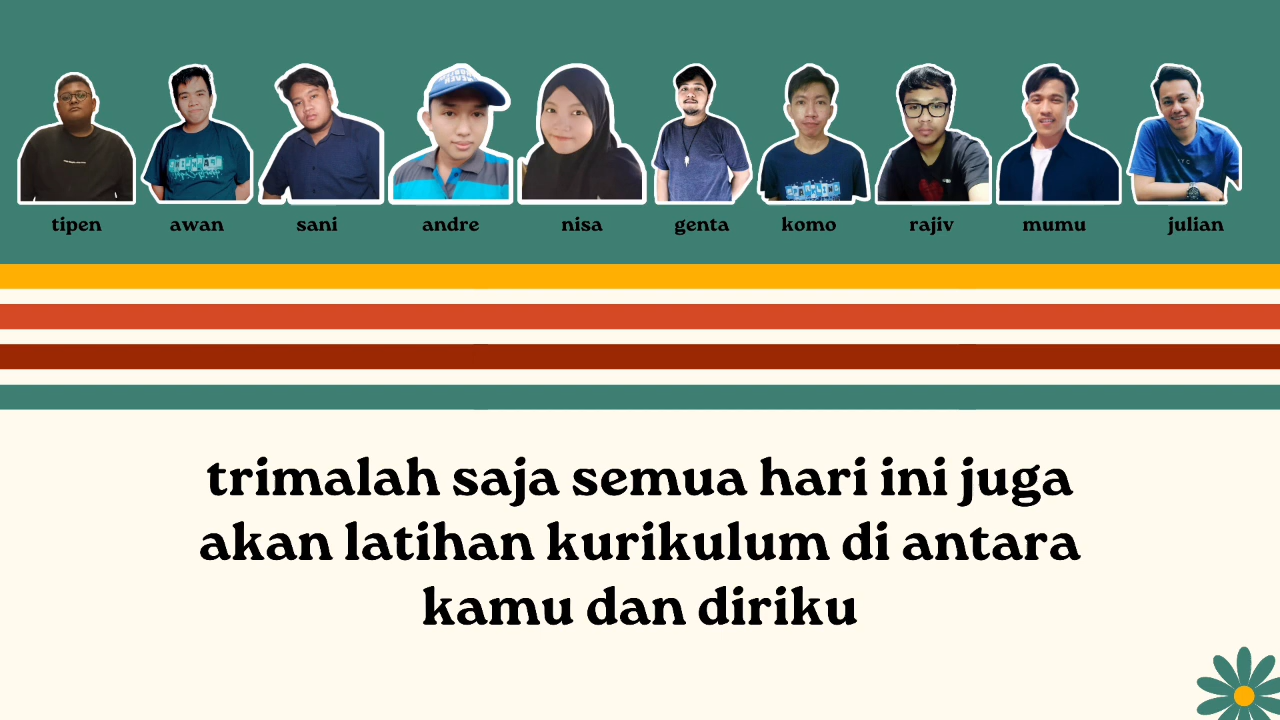 tipen awan sani andre nisa genta komo rajiv mumu julian
trimalah saja semua hari ini juga
akan latihan kurikulum di antara
kamu dan diriku